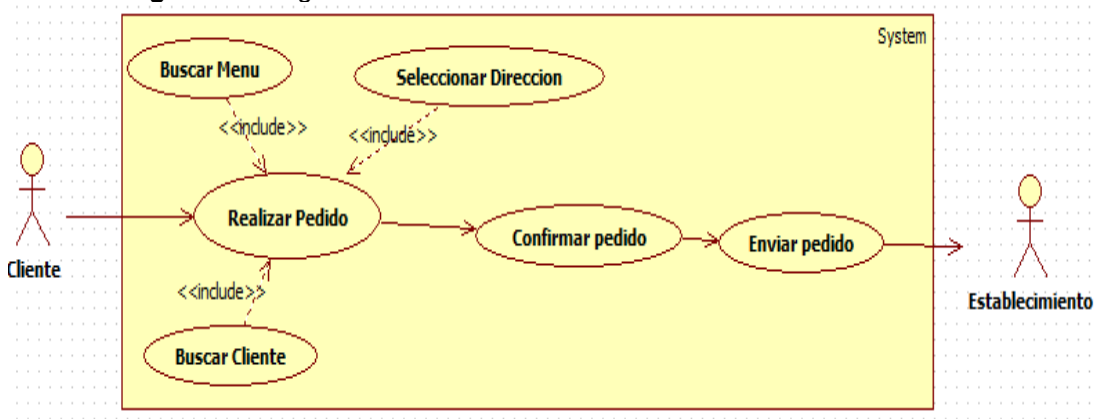 System
Buscar Menu
Seleccionar Direccion
<<include>>
<<include>>
Realizar Pedido
Confirmar pedido
Enviar pedido
Cliente
<<include>>
Establecimiento
Buscar Cliente